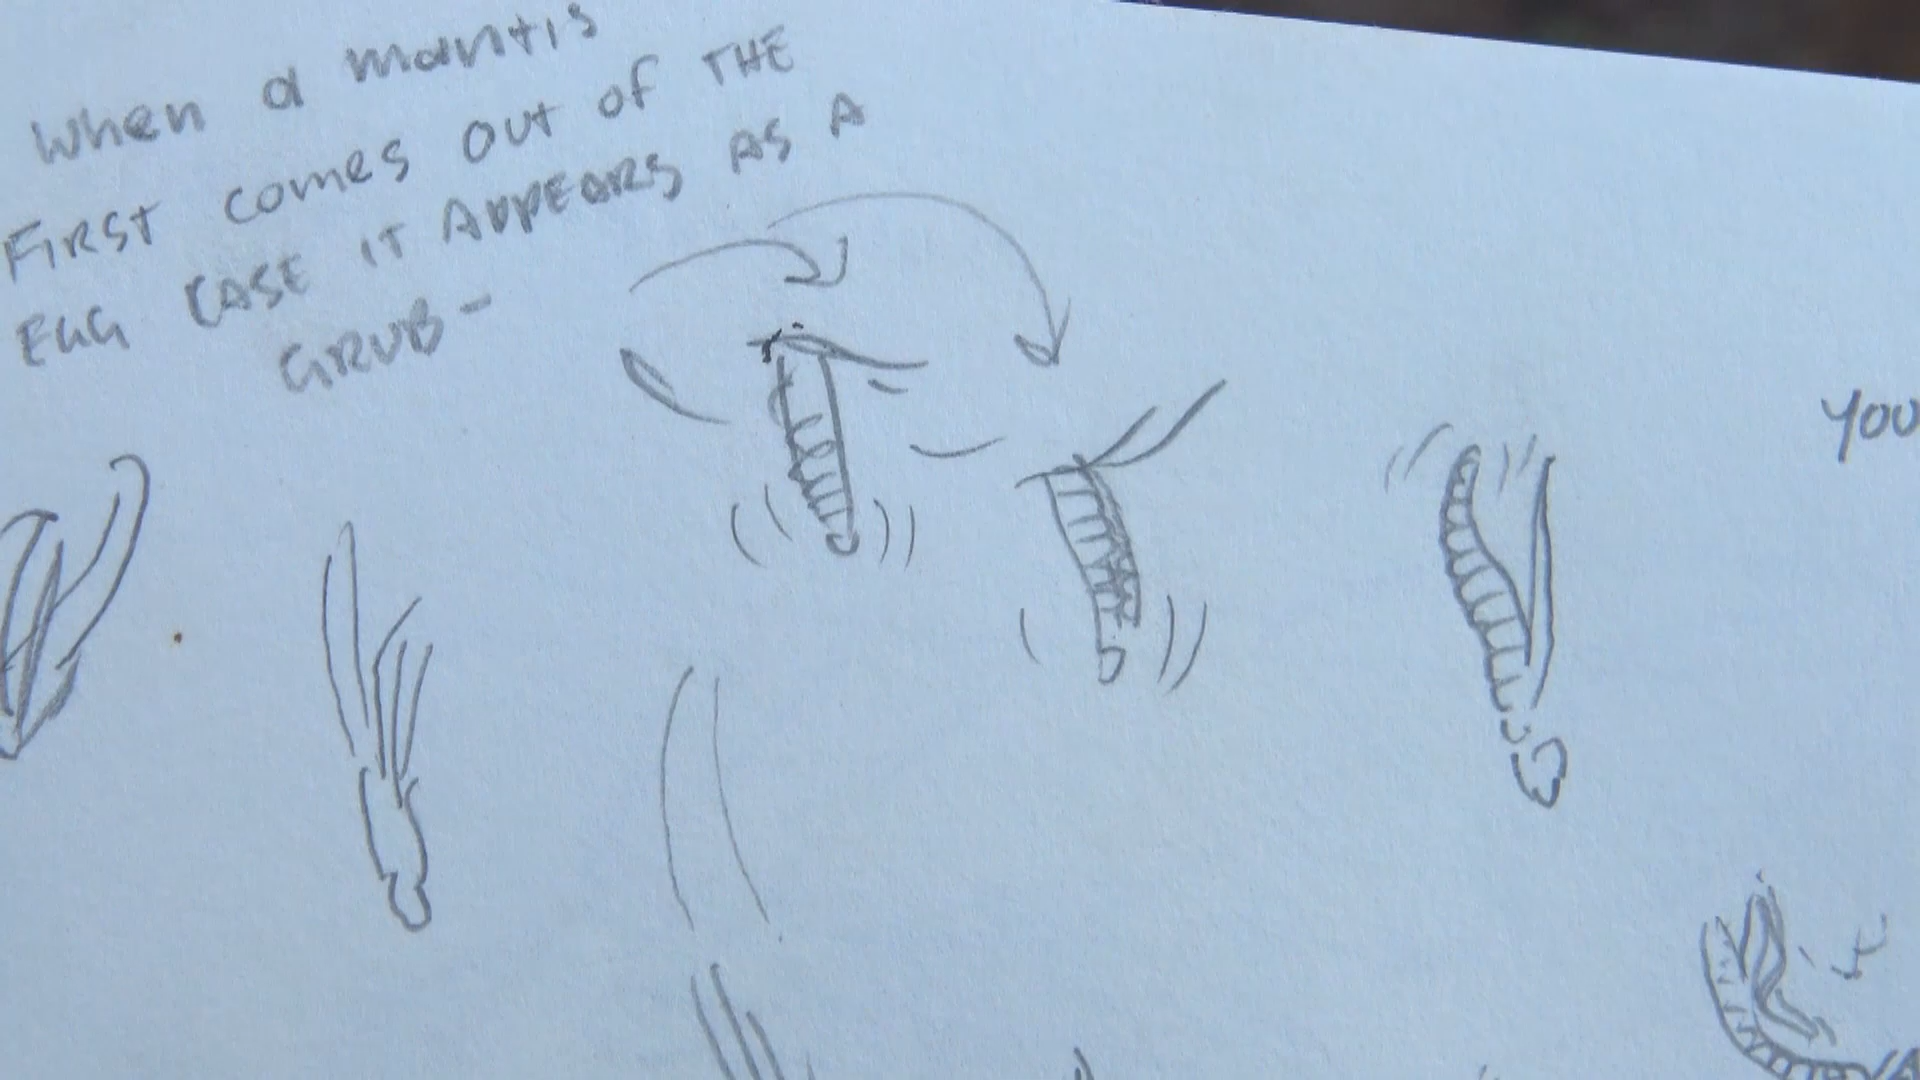 When a mantis
FIRST comes out of THE
EGG CASE IT APPEARS AS A
GRUB-
YOU